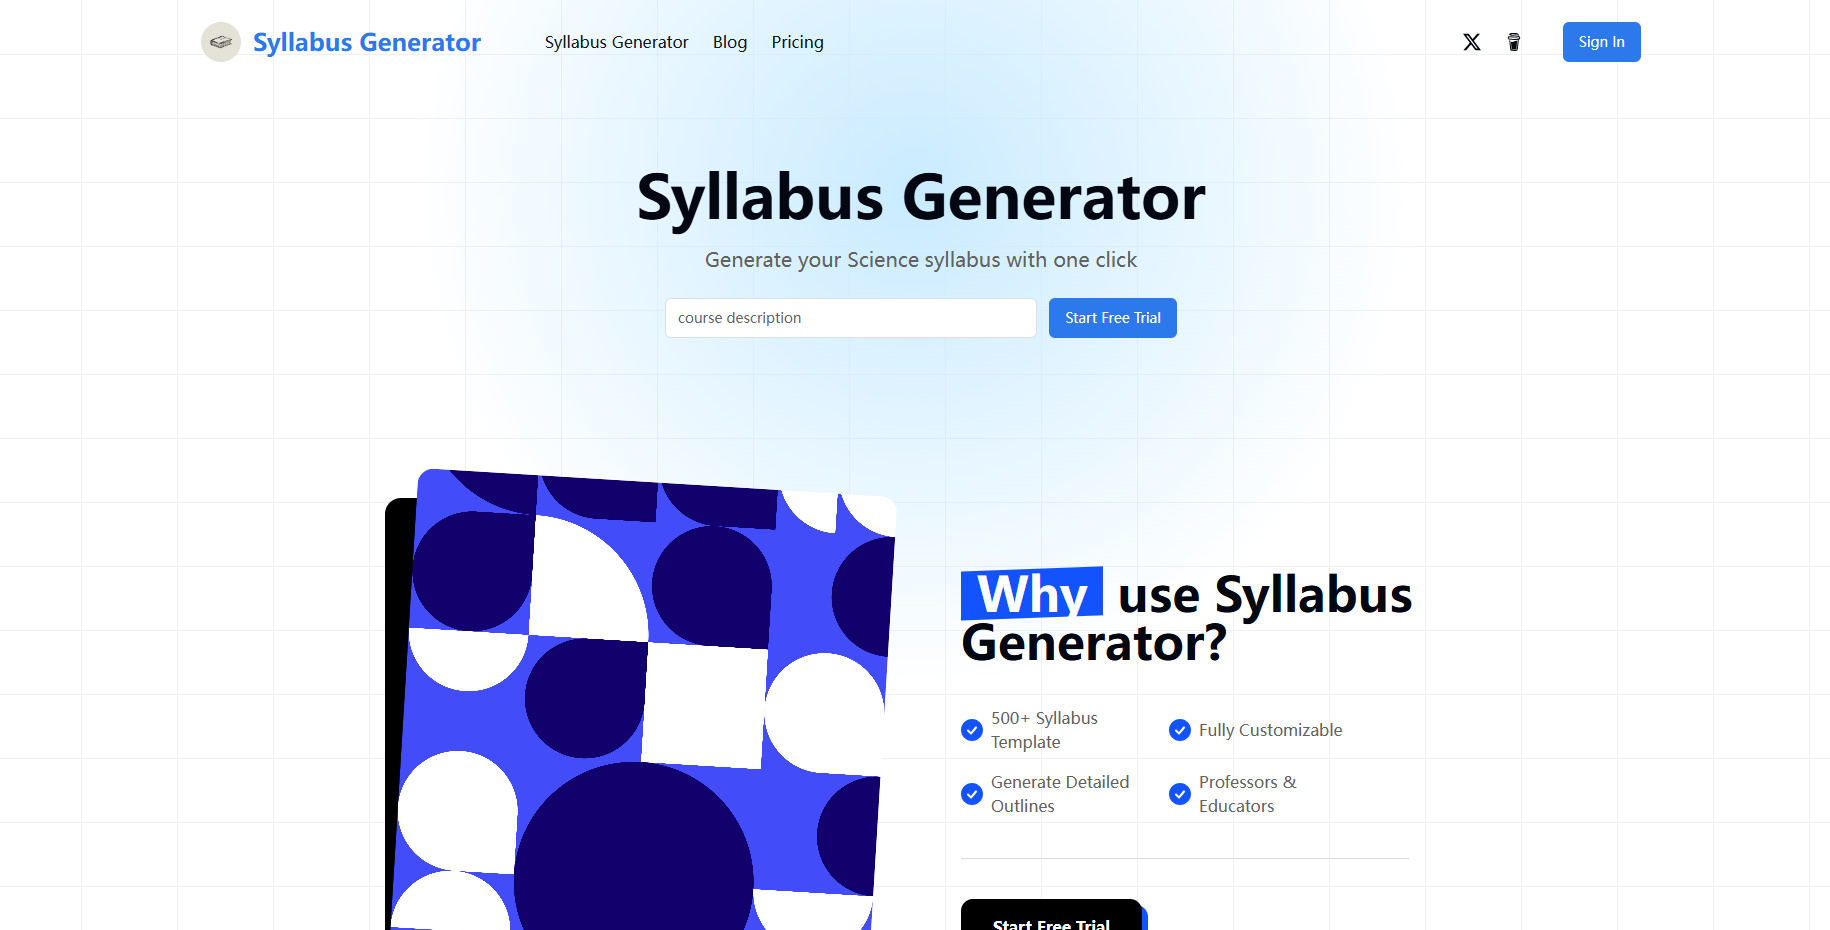 Syllabus Generator
Syllabus Generator
Blog
Pricing
Sign In
Syllabus Generator
Generate your Science syllabus with one click
course description
Start Free Trial
Why use Syllabus
Generator?
500+ Syllabus
Template
Fully Customizable
Generate Detailed
Outlines
Professors &
Educators
Start Free Trial